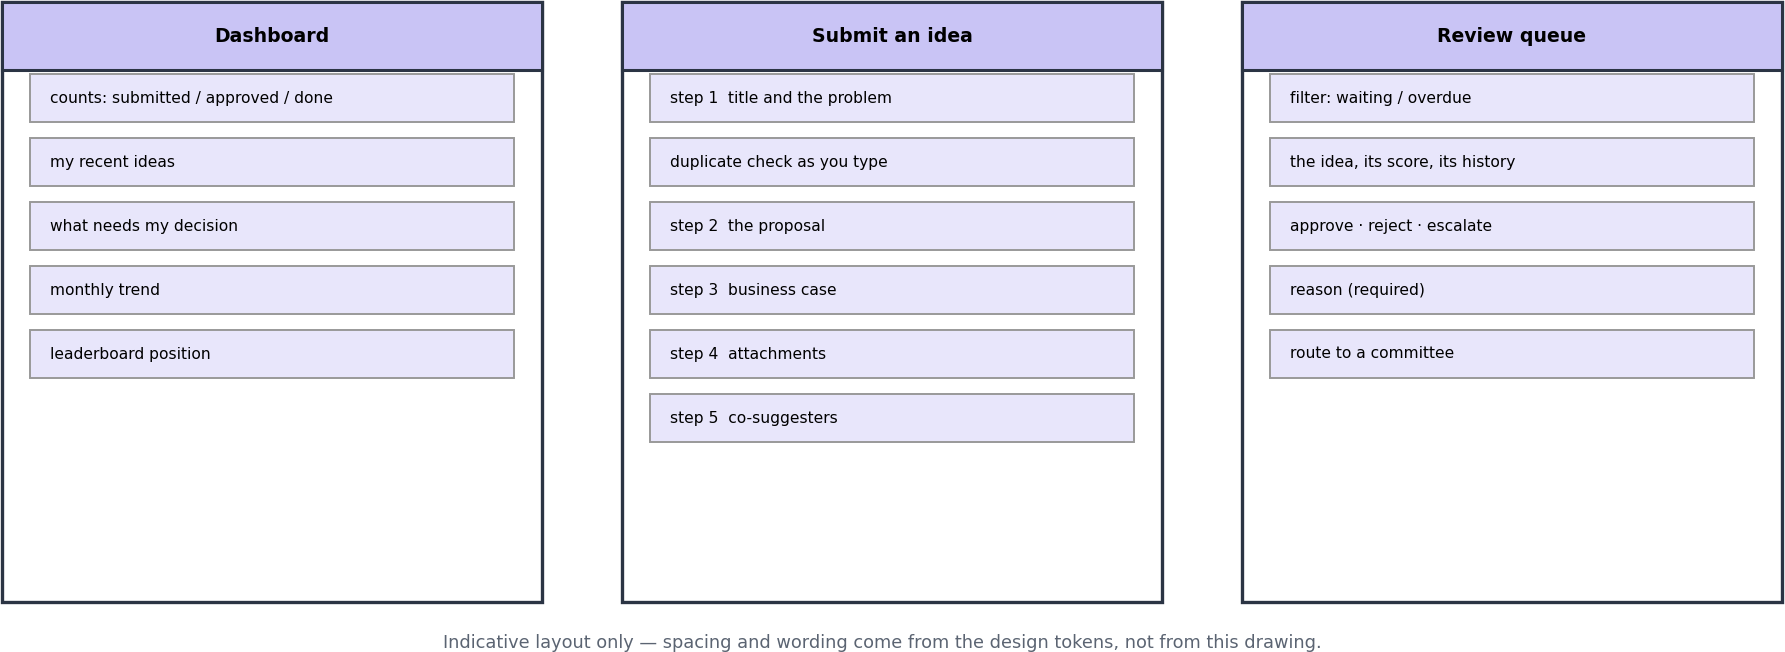 Dashboard
counts: submitted / approved / done
my recent ideas
what needs my decision
monthly trend
leaderboard position
Submit an idea
step 1  title and the problem
duplicate check as you type
step 2  the proposal
step 3  business case
step 4  attachments
step 5  co-suggesters
Review queue
filter: waiting / overdue
the idea, its score, its history
approve · reject · escalate
reason (required)
route to a committee
Indicative layout only — spacing and wording come from the design tokens, not from this drawing.